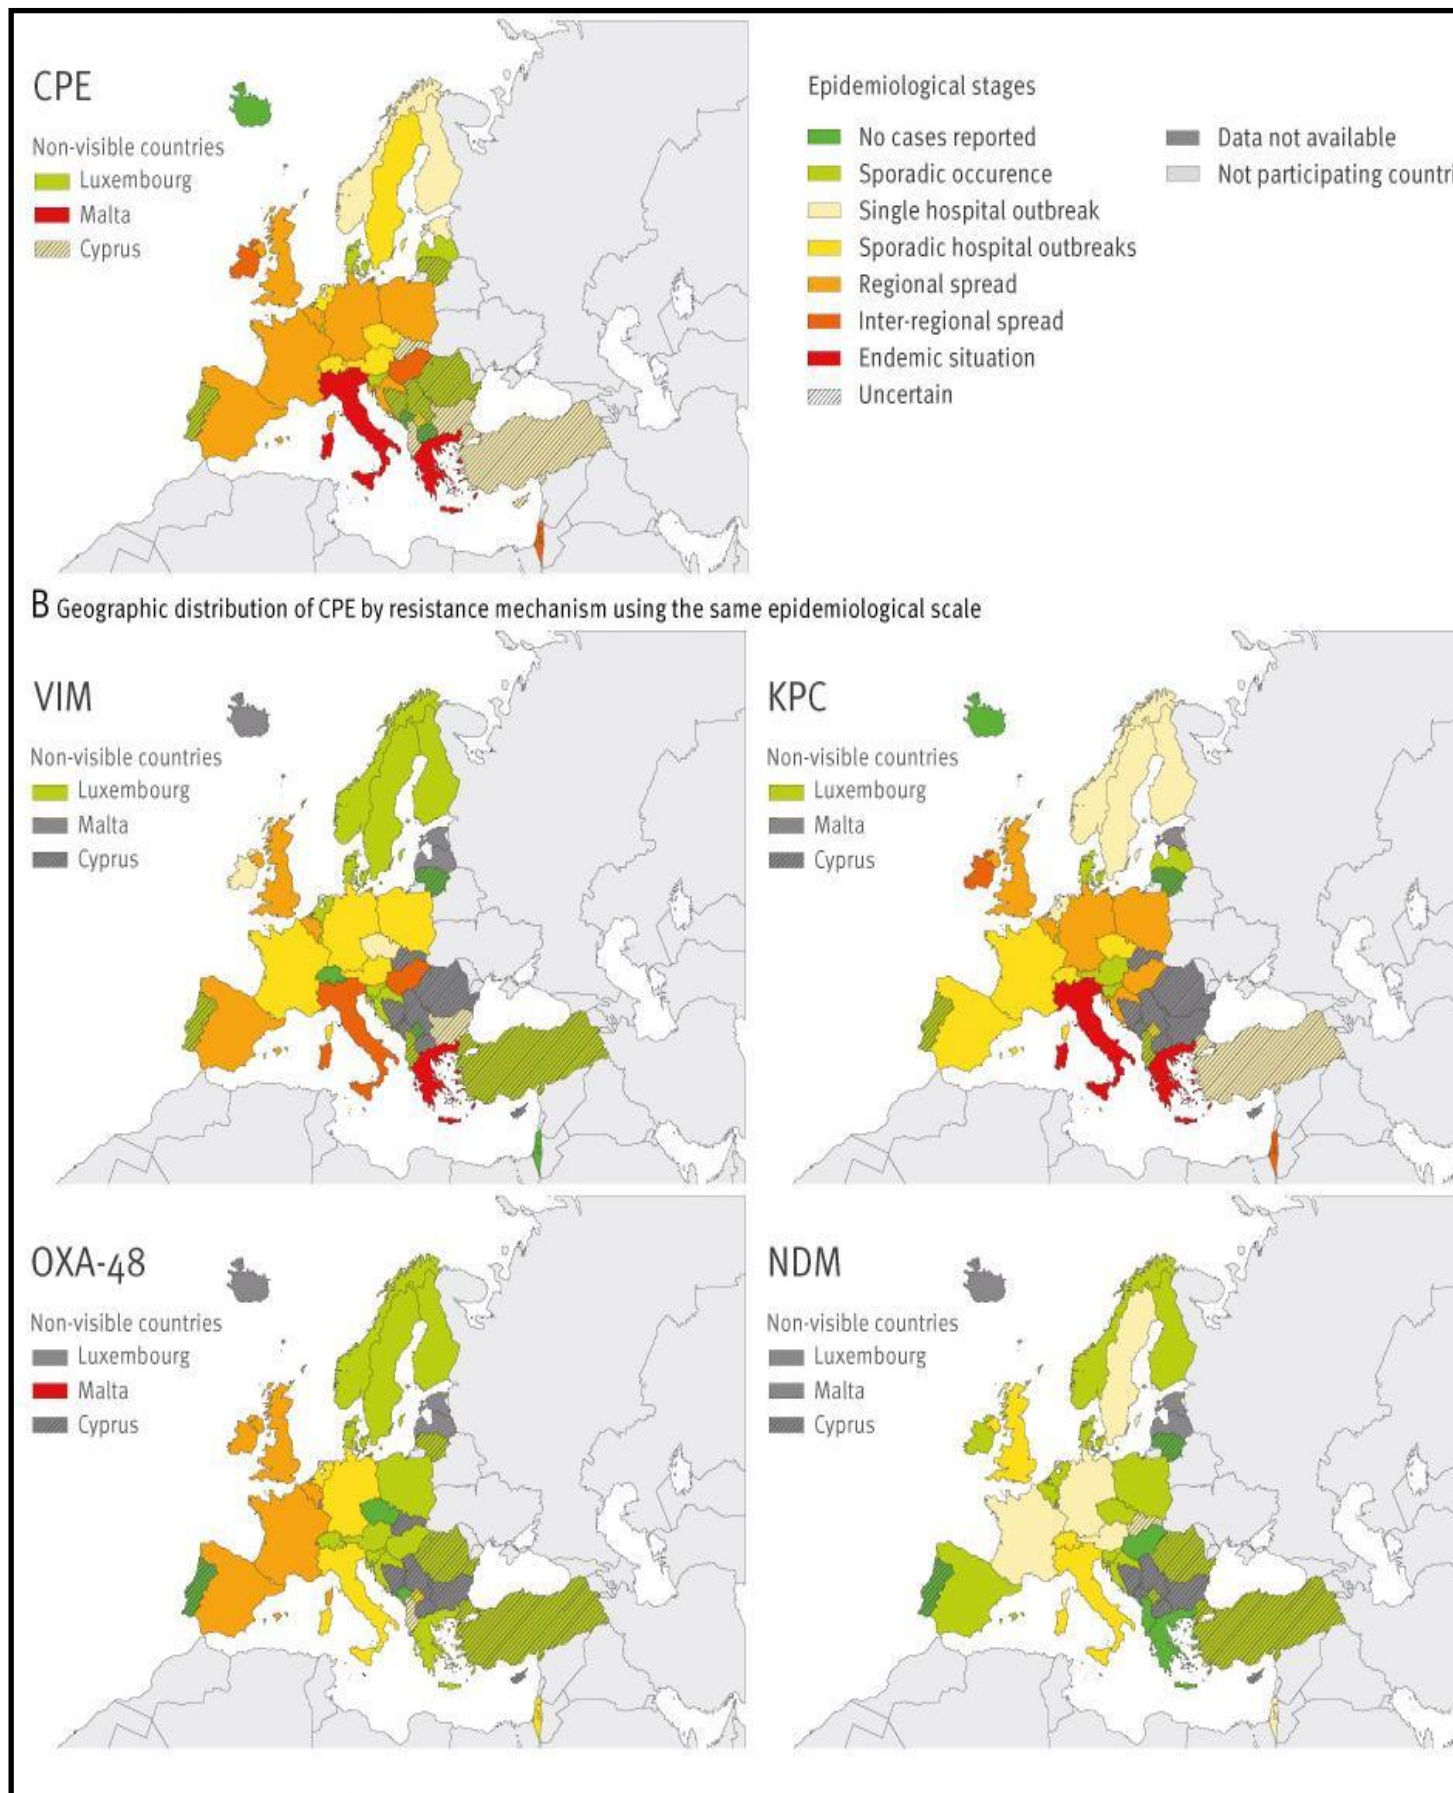 CPE
Non-visible countries
Luxembourg
Malta
Cyprus
Epidemiological stages
No cases reported
Sporadic occurence
Single hospital outbreak
Sporadic hospital outbreaks
Regional spread
Inter-regional spread
Endemic situation
Uncertain
Data not available
Not participating countri
B Geographic distribution of CPE by resistance mechanism using the same epidemiological scale
VIM
Non-visible countries
Luxembourg
Malta
Cyprus
KPC
Non-visible countries
Luxembourg
Malta
Cyprus
OXA-48
Non-visible countries
Luxembourg
Malta
Cyprus
NDM
Non-visible countries
Luxembourg
Malta
Cyprus